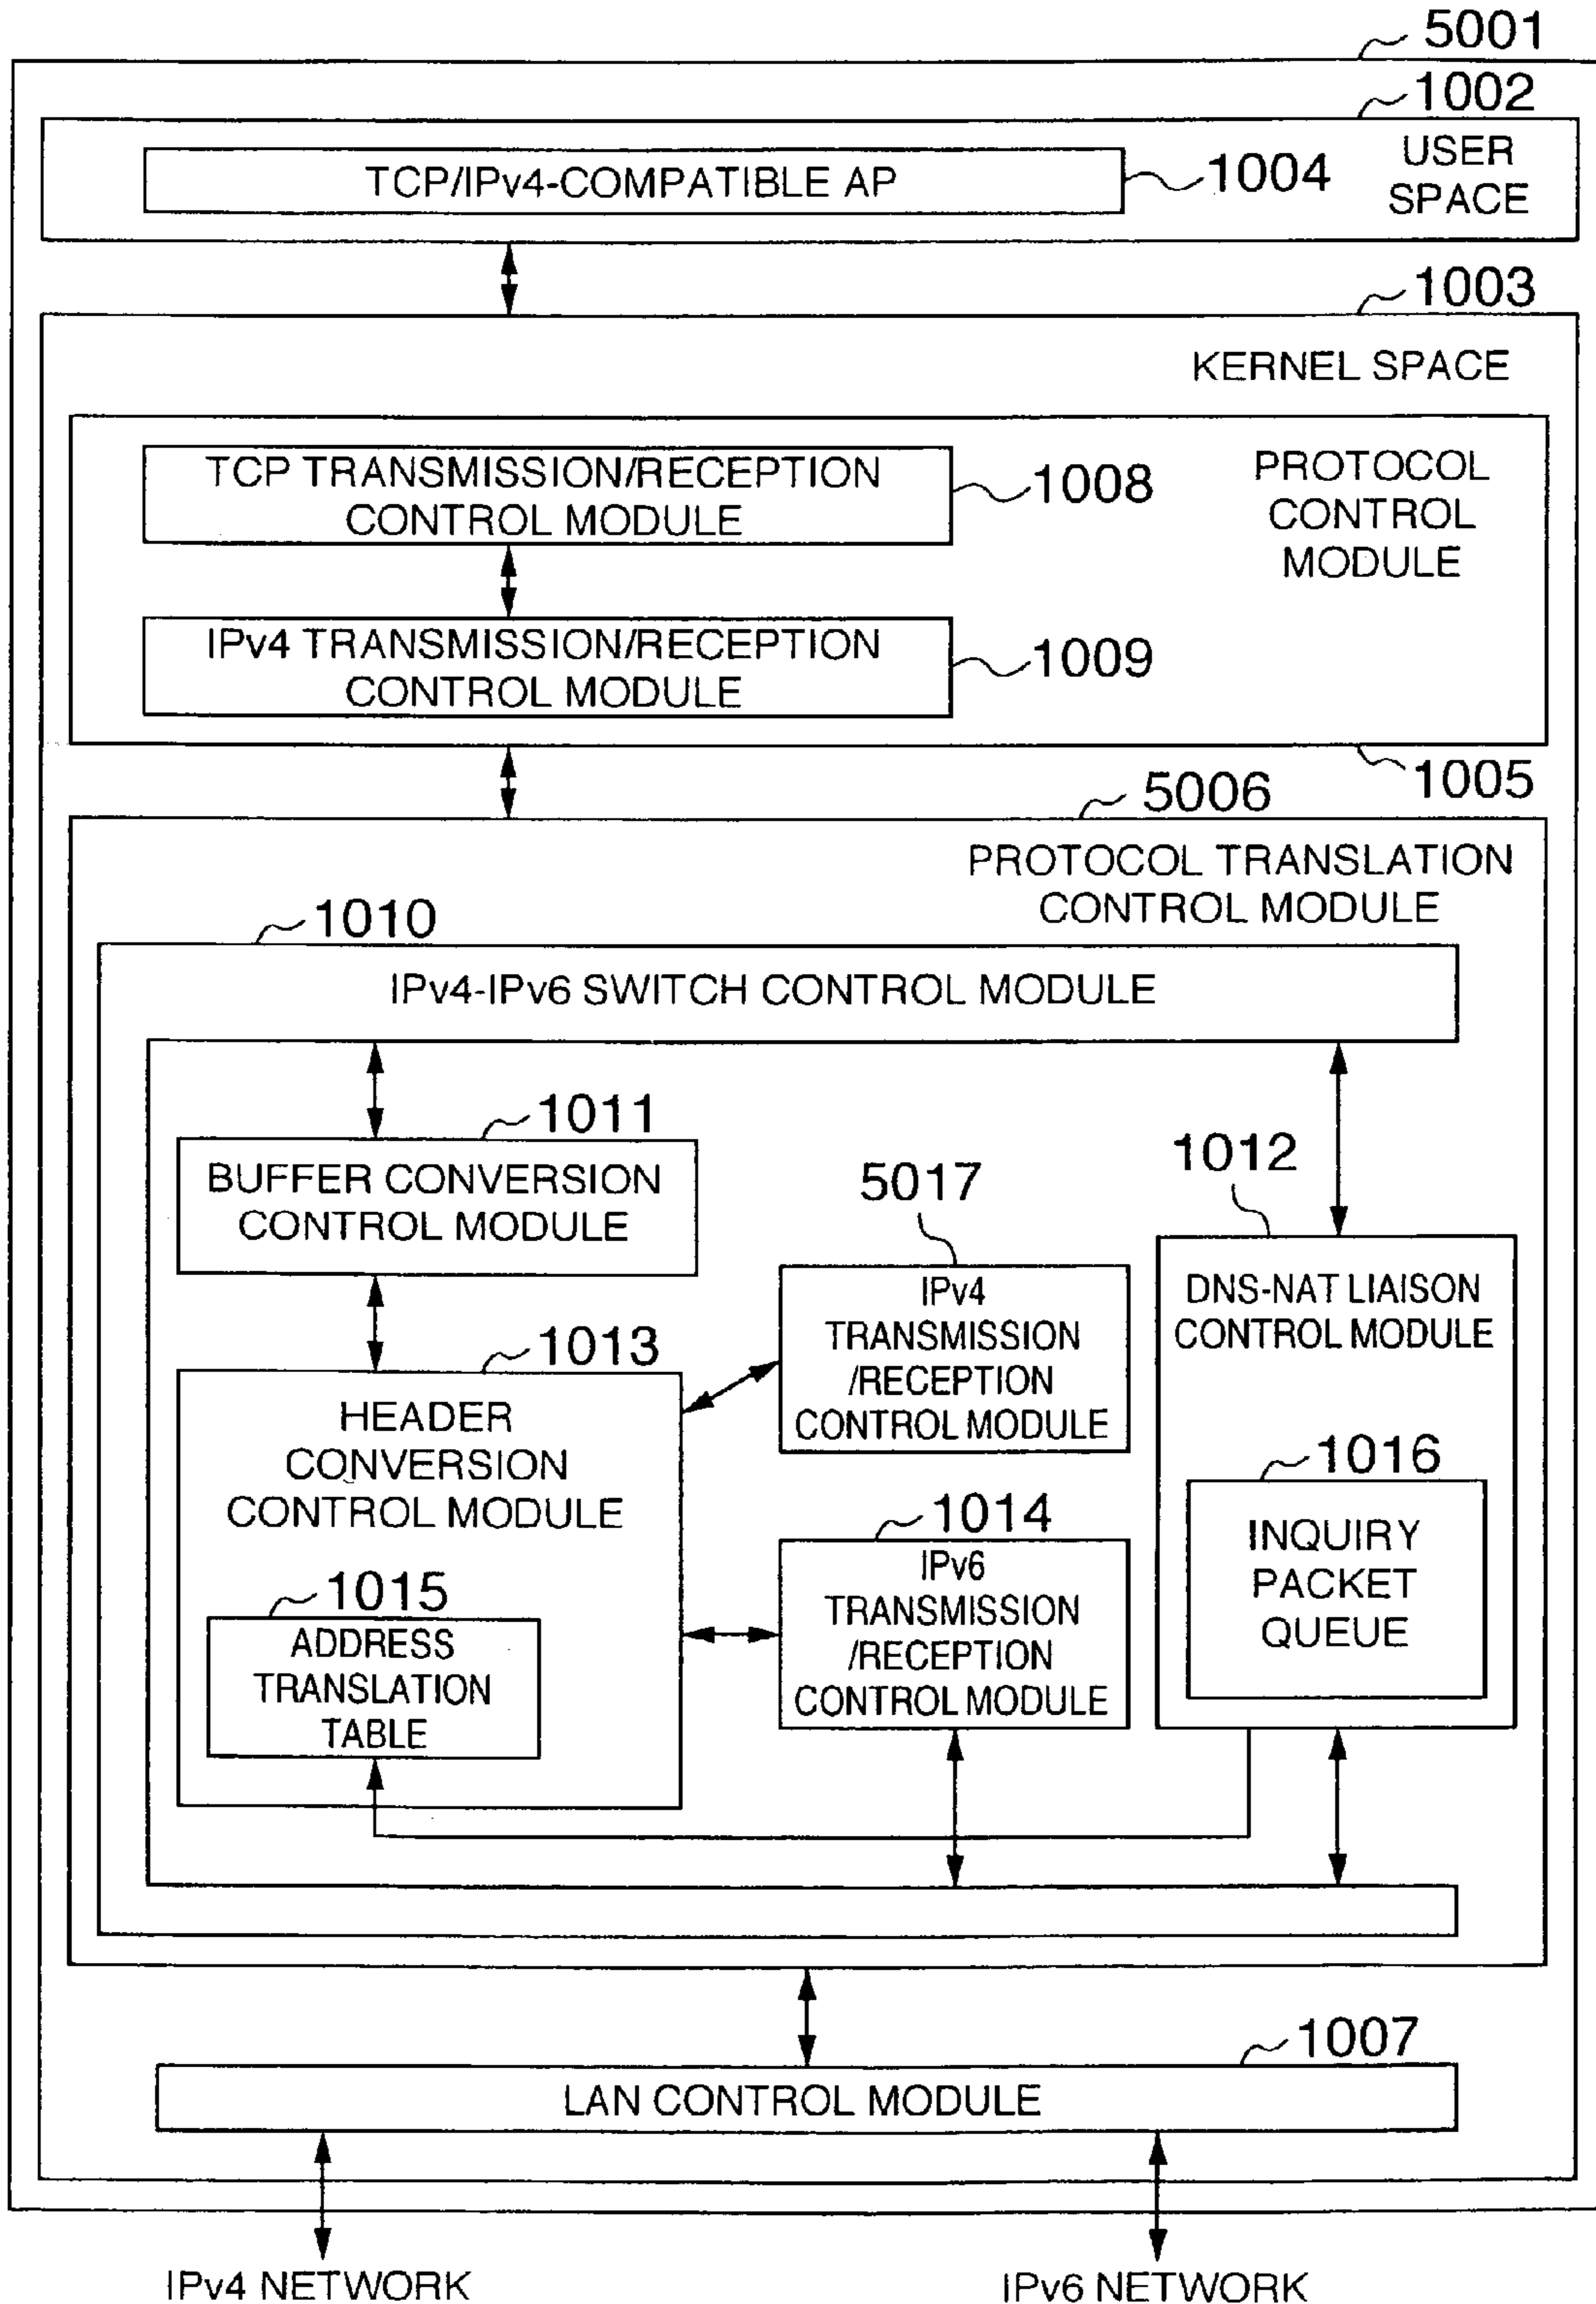 5001
1002
USER
SPACE
TCP/IPv4-COMPATIBLE AP
1004
1003
KERNEL SPACE
TCP TRANSMISSION/RECEPTION
CONTROL MODULE
1008
PROTOCOL
CONTROL
MODULE
IPv4 TRANSMISSION/RECEPTION
CONTROL MODULE
1009
1005
5006
PROTOCOL TRANSLATION
CONTROL MODULE
1010
IPv4-IPv6 SWITCH CONTROL MODULE
1011
BUFFER CONVERSION
CONTROL MODULE
5017
IPv4
TRANSMISSION
/RECEPTION
CONTROL MODULE
1012
DNS-NAT LIAISON
CONTROL MODULE
1013
HEADER
CONVERSION
CONTROL MODULE
1016
INQUIRY
PACKET
QUEUE
1014
IPv6
TRANSMISSION
/RECEPTION
CONTROL MODULE
1015
ADDRESS
TRANSLATION
TABLE
1007
LAN CONTROL MODULE
IPv4 NETWORK
IPv6 NETWORK